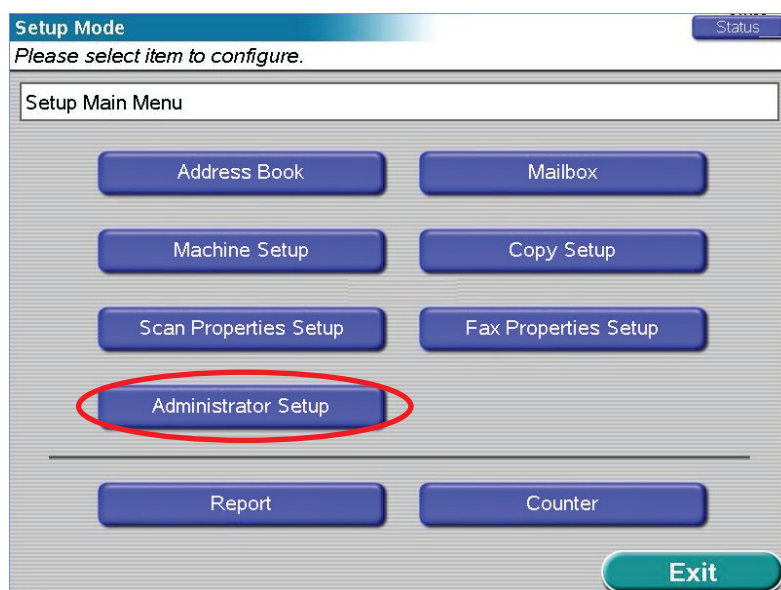 Setup Mode
Status
Please select item to configure.
Setup Main Menu
Address Book Mailbox
Machine Setup Copy Setup
Scan Properties Setup Fax Properties Setup
Administrator Setup
Report Counter
Exit